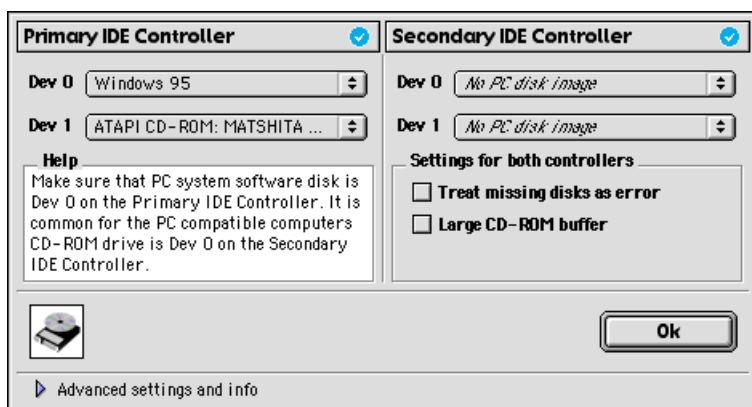 Primary IDE Controller
Dev 0 Windows 95
Dev 1 ATAPI CD-ROM: MATSHITA ...
Help
Make sure that PC system software disk is
Dev 0 on the Primary IDE Controller. It is
common for the PC compatible computers
CD-ROM drive is Dev 0 on the Secondary
IDE Controller.
Secondary IDE Controller
Dev 0 No PC disk image
Dev 1 No PC disk image
Settings for both controllers
Treat missing disks as error
Large CD-ROM buffer
Ok
Advanced settings and info